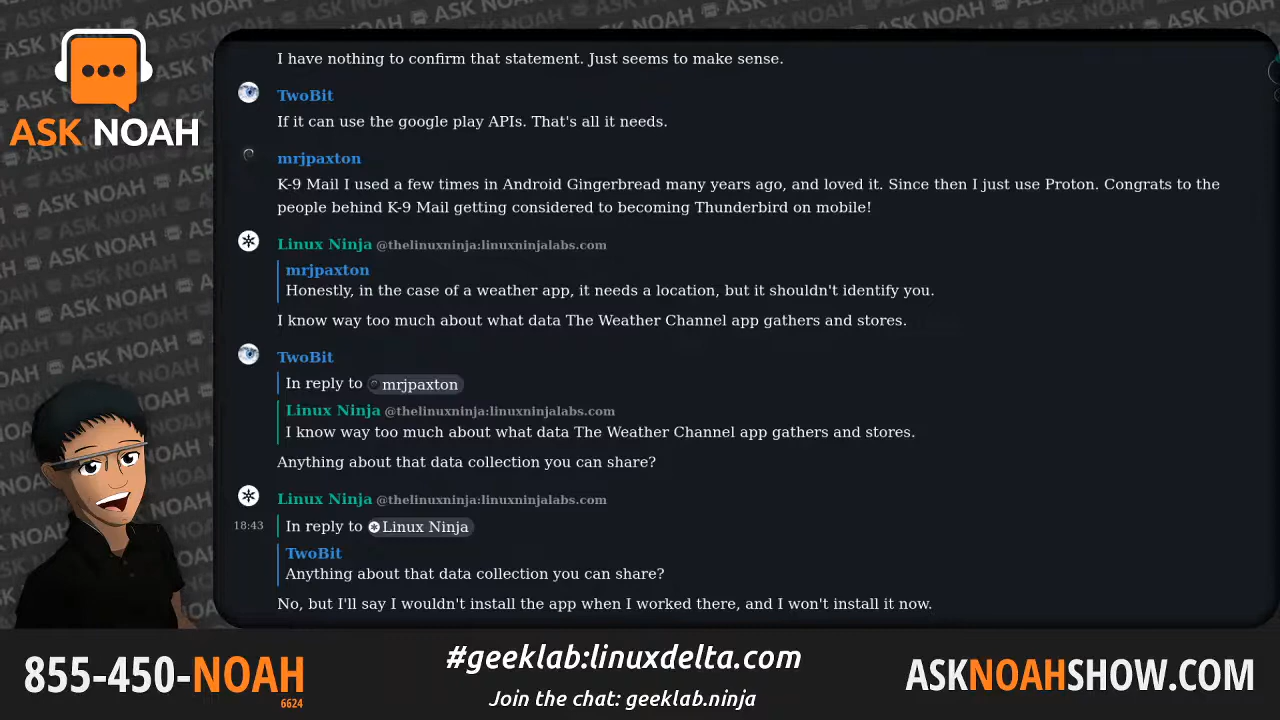 ASK NOAH
I have nothing to confirm that statement. Just seems to make sense.
TwoBit
If it can use the google play APIs. That's all it needs.
mrjpaxton
K-9 Mail I used a few times in Android Gingerbread many years ago, and loved it. Since then I just use Proton. Congrats to the
people behind K-9 Mail getting considered to becoming Thunderbird on mobile!
Linux Ninja @thelinuxninja:linuxninjalabs.com
mrjpaxton
Honestly, in the case of a weather app, it needs a location, but it shouldn't identify you.
I know way too much about what data The Weather Channel app gathers and stores.
TwoBit
In reply to mrjpaxton
Linux Ninja @thelinuxninja:linuxninjalabs.com
I know way too much about what data The Weather Channel app gathers and stores.
Anything about that data collection you can share?
Linux Ninja @thelinuxninja:linuxninjalabs.com
18:43 In reply to Linux Ninja
TwoBit
Anything about that data collection you can share?
No, but I'll say I wouldn't install the app when I worked there, and I won't install it now.
855-450-NOAH
6624
#geeklab:linuxdelta.com
Join the chat: geeklab.ninja
ASKNOAHSHOW.COM